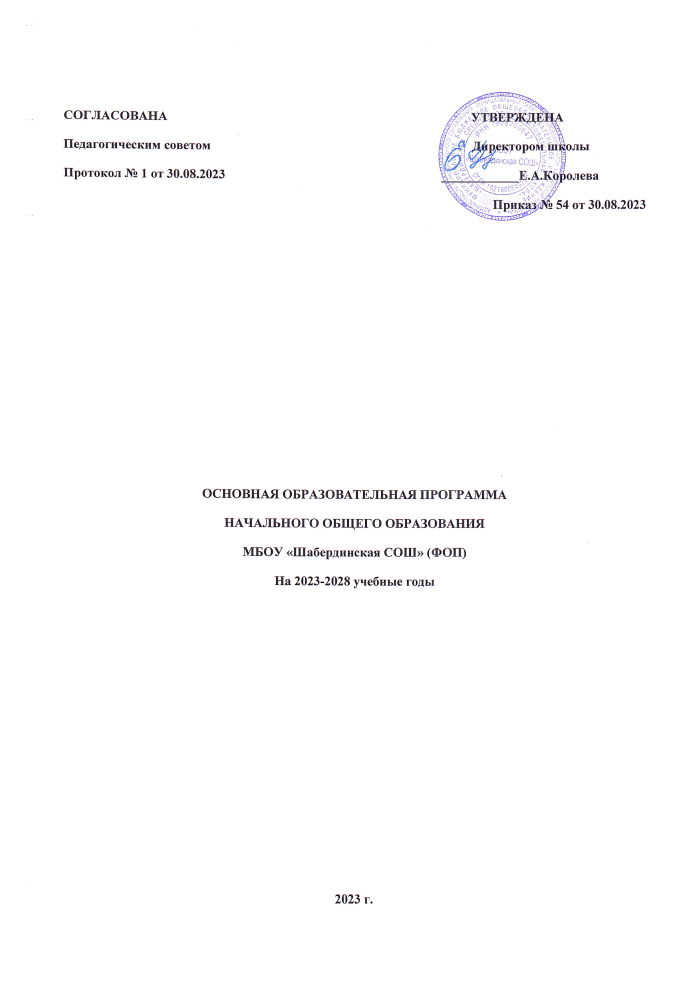 СОГЛАСОВАНА
Педагогическим советом
Протокол № 1 от 30.08.2023
УТВЕРЖДЕНА
Директором школы
____________Е.А.Королева
Приказ № 54 от 30.08.2023
ОСНОВНАЯ ОБРАЗОВАТЕЛЬНАЯ ПРОГРАММА
НАЧАЛЬНОГО ОБЩЕГО ОБРАЗОВАНИЯ
МБОУ «Шабердинская СОШ» (ФОП)
На 2023-2028 учебные годы
2023 г.